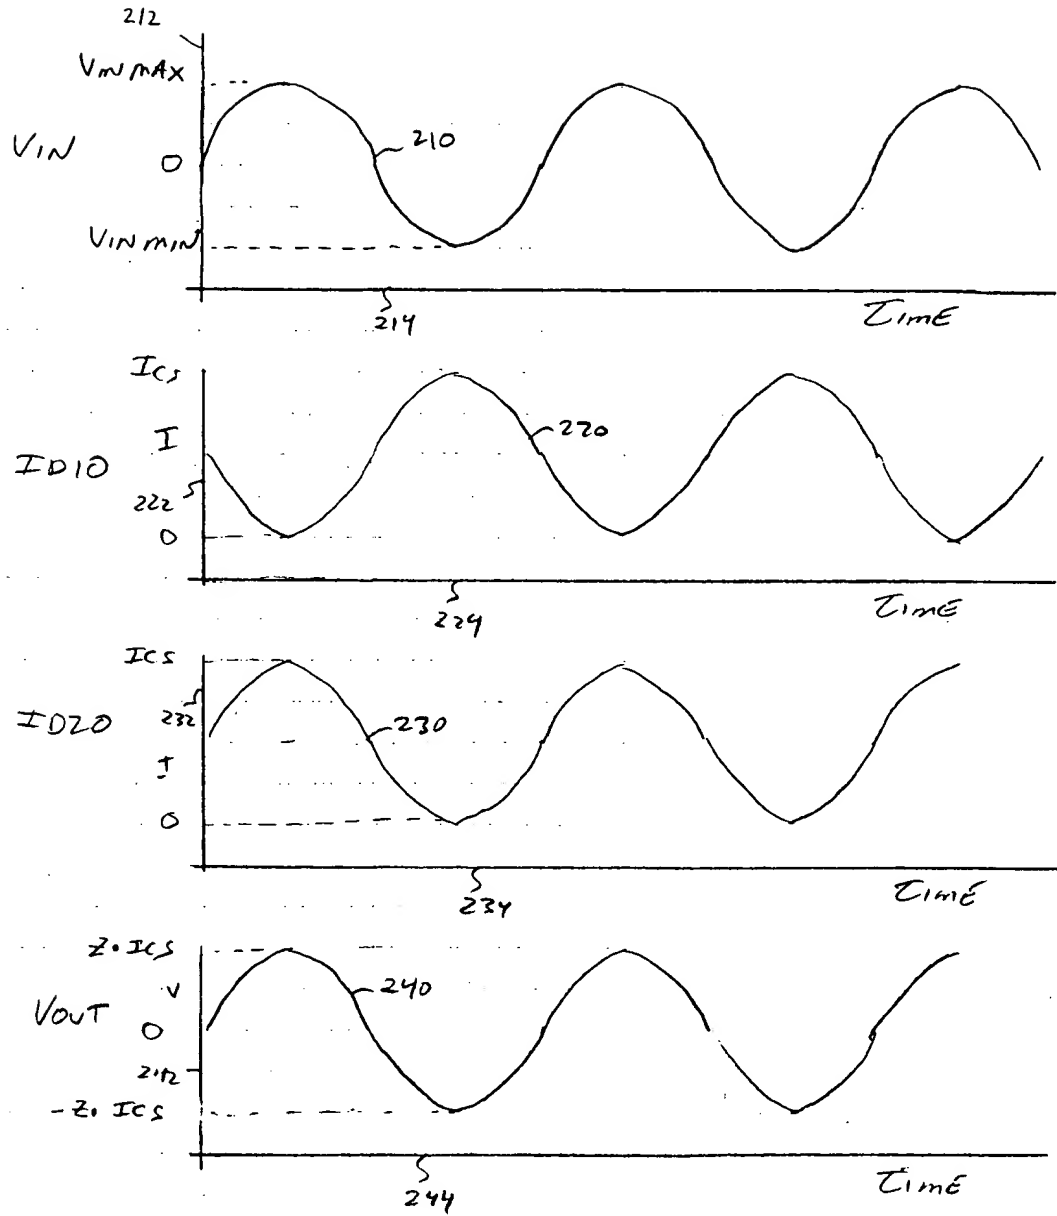 212
VIN MAX
VIN
0
210
VIN MIN
214
TIME
ICS
I
ID10
220
222
0
224
TIME
ICS
232
ID20
230
I
0
234
TIME
Z·ICS
V
240
VOUT
0
242
-Z·ICS
244
TIME